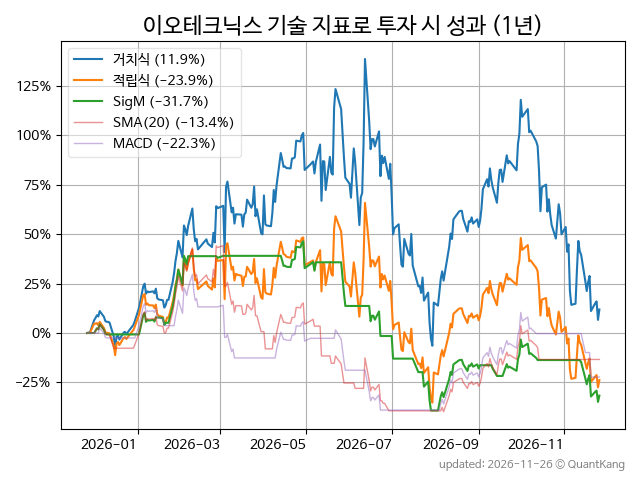 이오테크닉스 기술 지표로 투자 시 성과 (1년)
거치식 (11.9%)
적립식 (−23.9%)
SigM (−31.7%)
SMA(20) (−13.4%)
MACD (−22.3%)
125%
100%
75%
50%
25%
0%
−25%
2026-01 2026-03 2026-05 2026-07 2026-09 2026-11
updated: 2026-11-26 © QuantKang